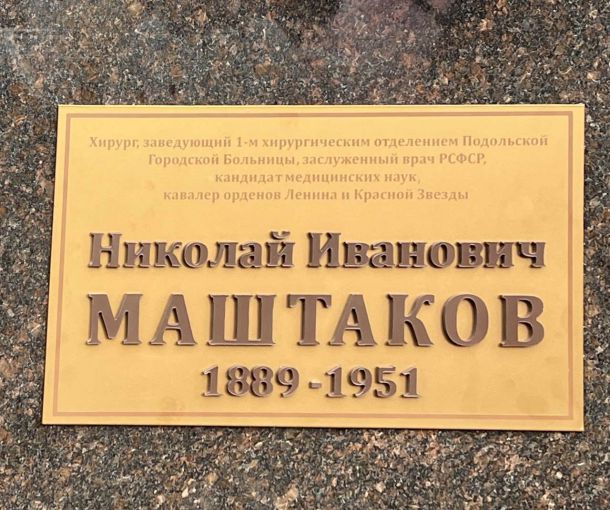 Хирург, заведующий 1-м хирургическим отделением Подольской
Городской Больницы, заслуженный врач РСФСР,
кандидат медицинских наук,
кавалер орденов Ленина и Красной Звезды
Николай Иванович
МАШТАКОВ
1889 - 1951